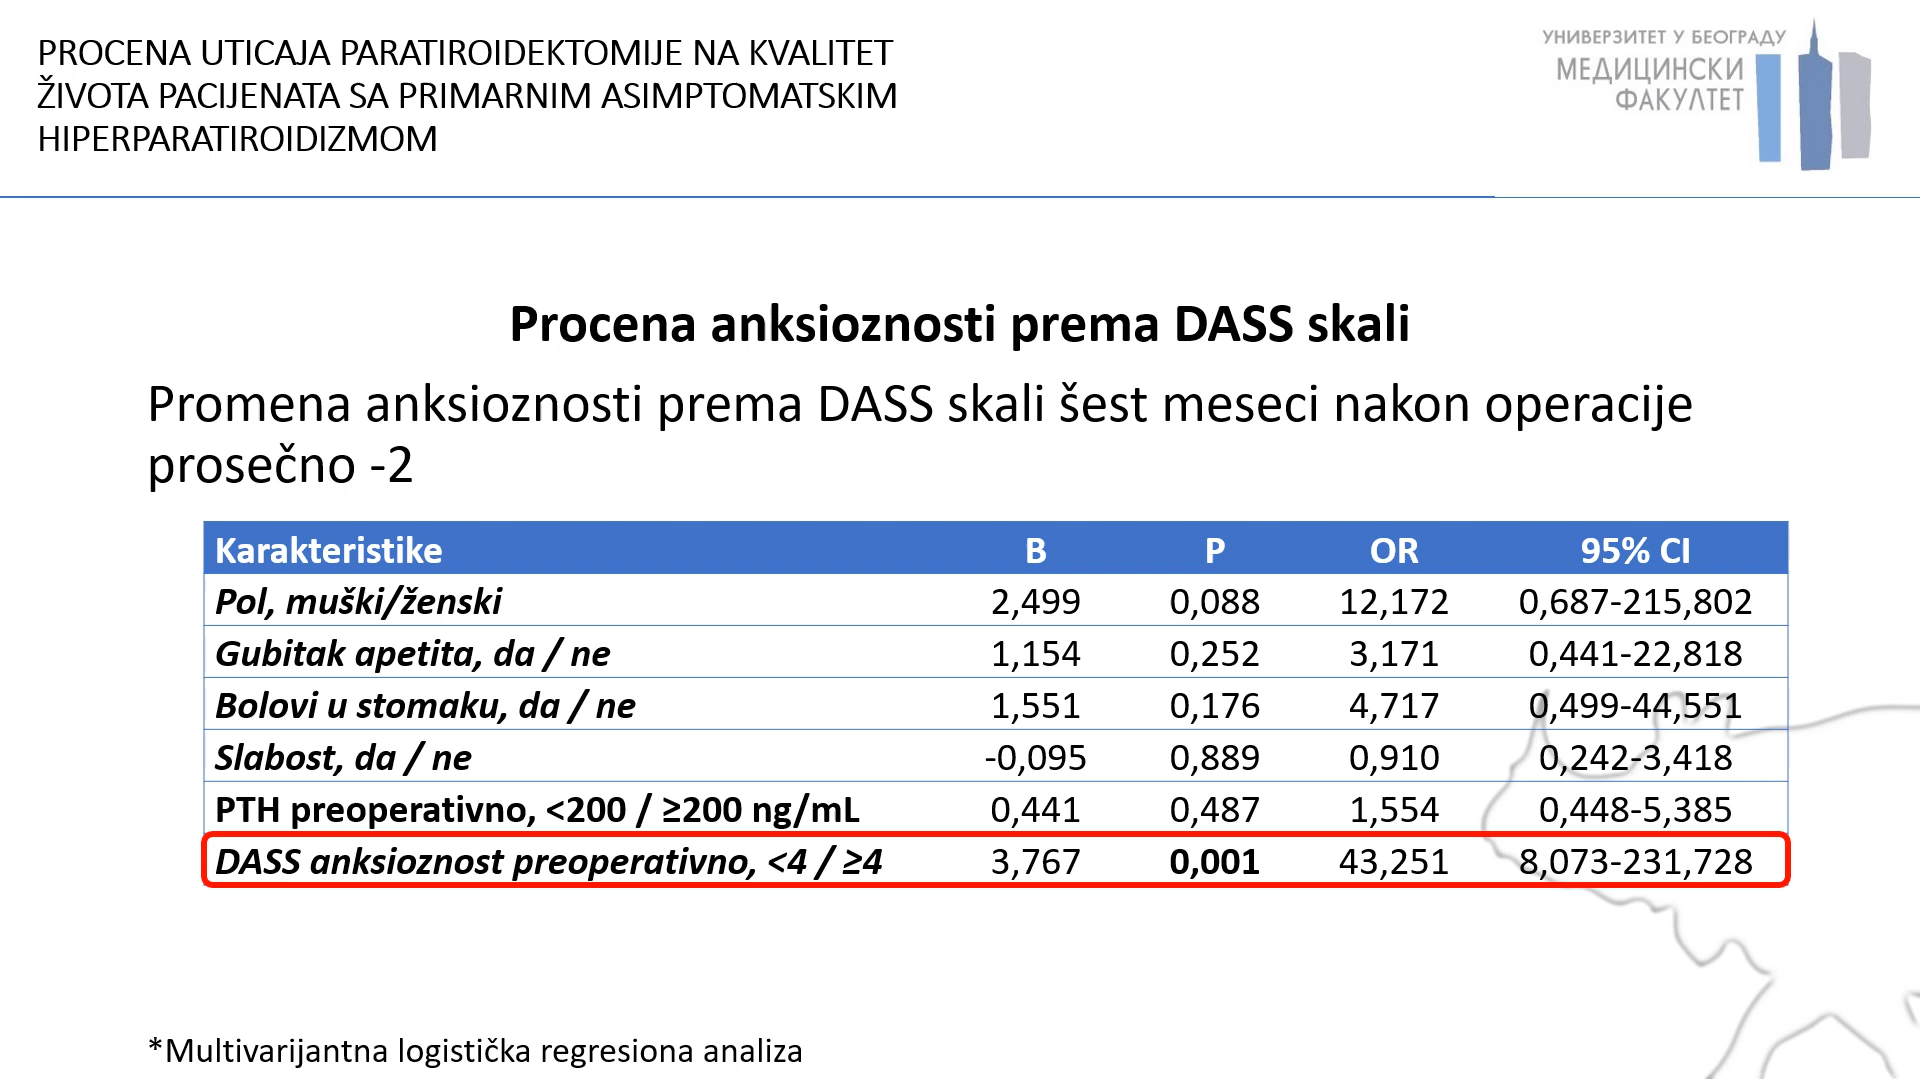 PROCENA UTICAJA PARATIROIDEKTOMIJE NA KVALITET
ŽIVOTA PACIJENATA SA PRIMARNIM ASIMPTOMATSKIM
HIPERPARATIROIDIZMOM
УНИВЕРЗИТЕТ У БЕОГРАДУ
МЕДИЦИНСКИ
ФАКУЛТЕТ
Procena anksioznosti prema DASS skali
Promena anksioznosti prema DASS skali šest meseci nakon operacije
prosečno -2
Karakteristike B P OR 95% CI
Pol, muški/ženski 2,499 0,088 12,172 0,687-215,802
Gubitak apetita, da / ne 1,154 0,252 3,171 0,441-22,818
Bolovi u stomaku, da / ne 1,551 0,176 4,717 0,499-44,551
Slabost, da / ne -0,095 0,889 0,910 0,242-3,418
PTH preoperativno, <200 / ≥200 ng/mL 0,441 0,487 1,554 0,448-5,385
DASS anksioznost preoperativno, <4 / ≥4 3,767 0,001 43,251 8,073-231,728
*Multivarijantna logistička regresiona analiza